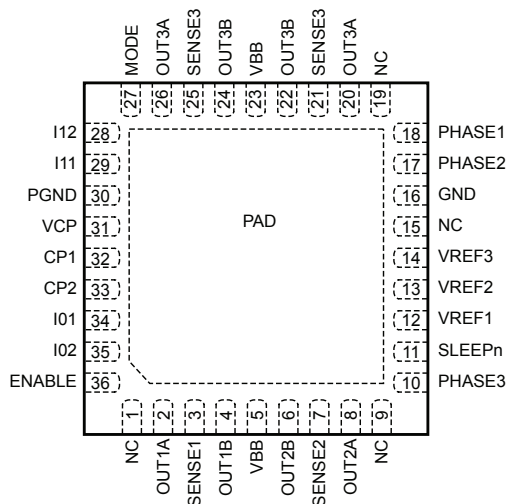 MODE
OUT3A
SENSE3
OUT3B
VBB
OUT3B
SENSE3
OUT3A
NC
27
26
25
24
23
22
21
20
19
I12 28
I11 29
PGND 30
VCP 31
CP1 32
CP2 33
I01 34
I02 35
ENABLE 36
PAD
18 PHASE1
17 PHASE2
16 GND
15 NC
14 VREF3
13 VREF2
12 VREF1
11 SLEEPn
10 PHASE3
1
2
3
4
5
6
7
8
9
NC
OUT1A
SENSE1
OUT1B
VBB
OUT2B
SENSE2
OUT2A
NC